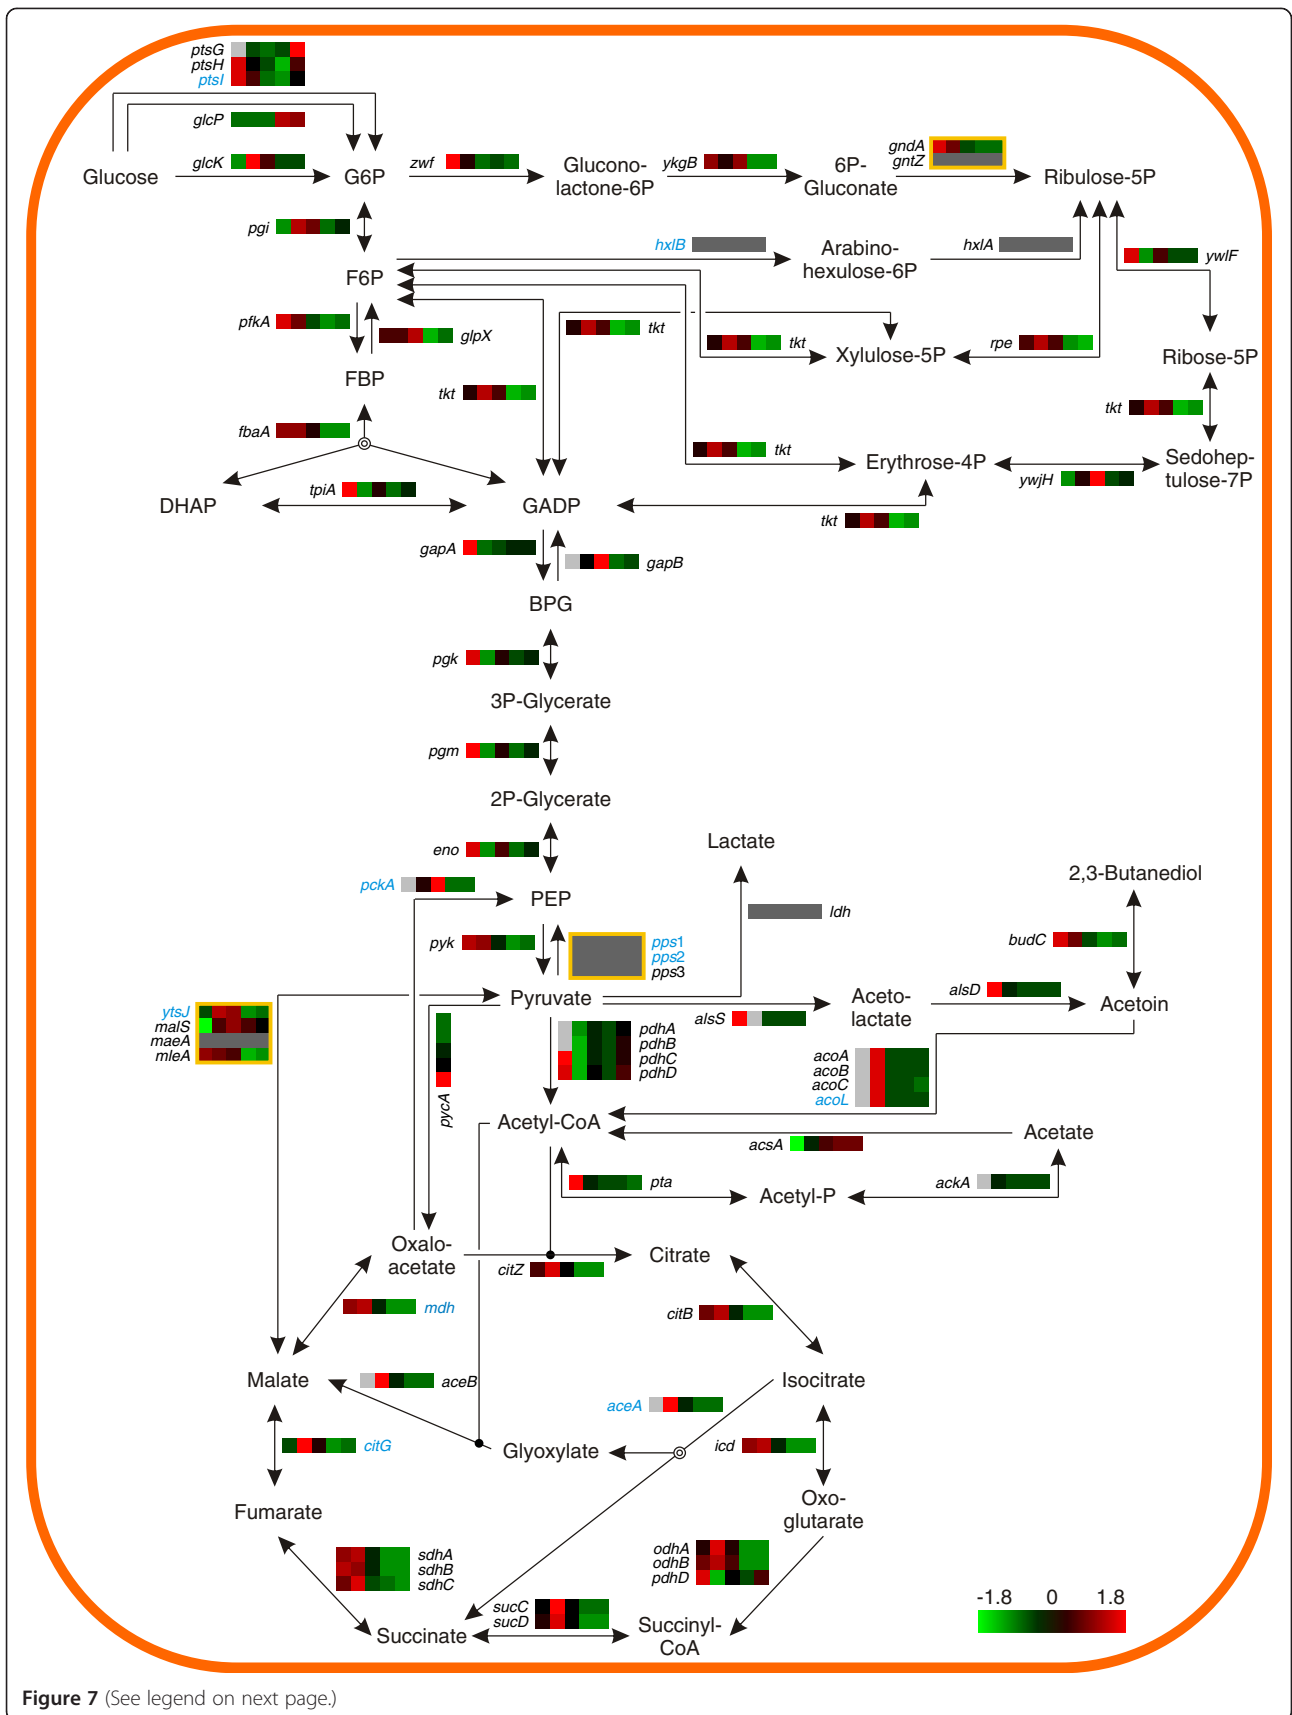 ptsG
ptsH
ptsI
glcP
glcK
Glucose
G6P
zwf
Glucono-
lactone-6P
ykgB
6P-
Gluconate
gndA
gntZ
Ribulose-5P
pgi
hxlB
Arabino-
hexulose-6P
hxlA
ywlF
F6P
pfkA
glpX
tkt
tkt
Xylulose-5P
rpe
Ribose-5P
FBP
tkt
tkt
fbaA
tkt
Erythrose-4P
ywjH
Sedohep-
tulose-7P
DHAP
tpiA
GADP
tkt
gapA
gapB
BPG
pgk
3P-Glycerate
pgm
2P-Glycerate
eno
Lactate
2,3-Butanediol
pckA
PEP
ldh
budC
pyk
pps1
pps2
pps3
Pyruvate
Aceto-
lactate
alsS
alsD
Acetoin
ytsJ
malS
maeA
mleA
pycA
pdhA
pdhB
pdhC
pdhD
acoA
acoB
acoC
acoL
Acetyl-CoA
acsA
Acetate
pta
Acetyl-P
ackA
Oxalo-
acetate
citZ
Citrate
mdh
citB
Malate
aceB
aceA
Isocitrate
citG
Glyoxylate
icd
Fumarate
Oxo-
glutarate
sdhA
sdhB
sdhC
odhA
odhB
pdhD
sucC
sucD
Succinate
Succinyl-
CoA
-1.8 0 1.8
Figure 7 (See legend on next page.)